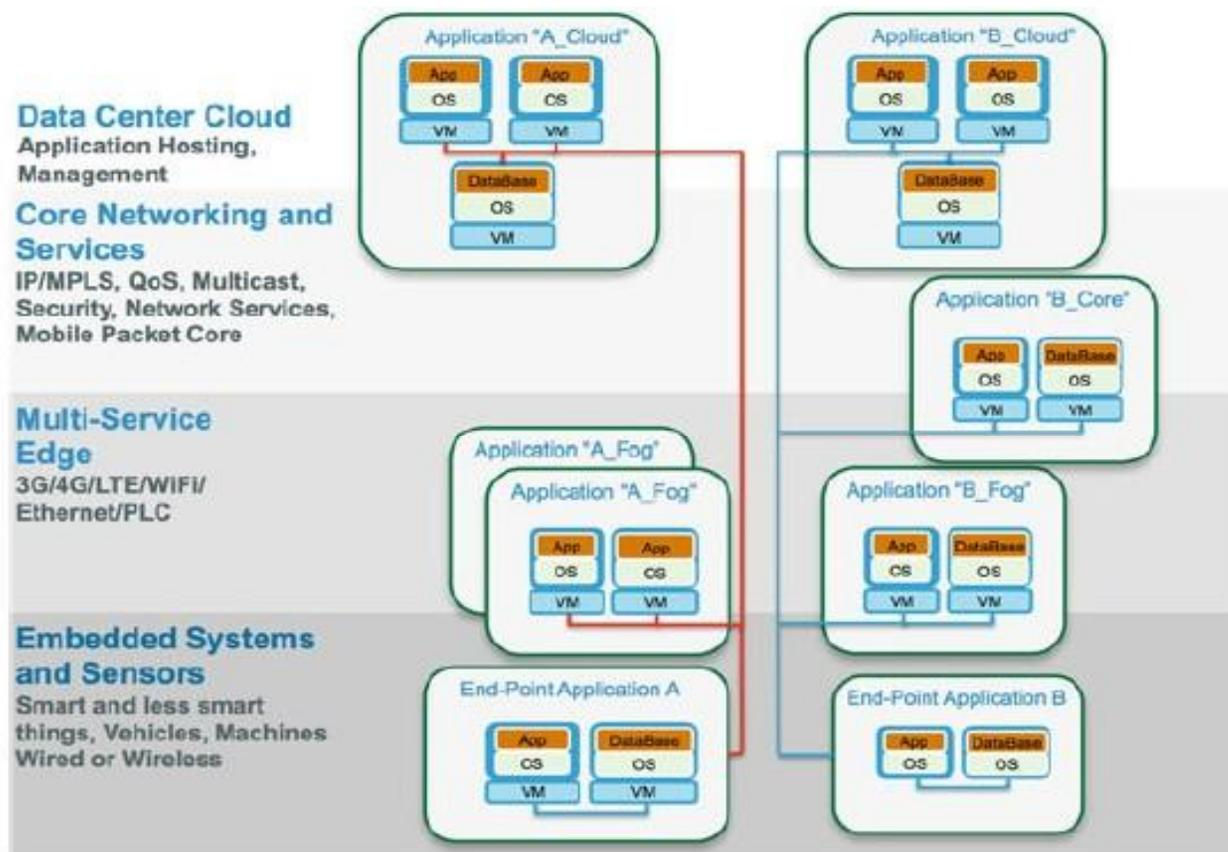 Data Center Cloud
Application Hosting,
Management
Core Networking and
Services
IP/MPLS, QoS, Multicast,
Security, Network Services,
Mobile Packet Core
Multi-Service
Edge
3G/4G/LTE/WIFI/
Ethernet/PLC
Embedded Systems
and Sensors
Smart and less smart
things, Vehicles, Machines
Wired or Wireless
Application "A_Cloud"
App App
OS OS
VM VM
DataBase
OS
VM
Application "B_Cloud"
App App
OS OS
VM VM
DataBase
OS
VM
Application "B_Core"
App DataBase
OS OS
VM VM
Application "A_Fog"
Application "A_Fog"
App App
OS OS
VM VM
Application "B_Fog"
App DataBase
OS OS
VM VM
End-Point Application A
App DataBase
OS OS
VM VM
End-Point Application B
App DataBase
OS OS